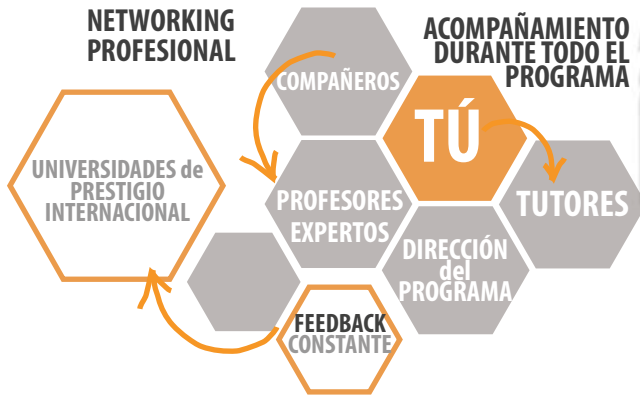 NETWORKING
PROFESIONAL
ACOMPAÑAMIENTO
DURANTE TODO EL
PROGRAMA
COMPAÑEROS
TÚ
UNIVERSIDADES de
PRESTIGIO
INTERNACIONAL
PROFESORES
EXPERTOS
TUTORES
DIRECCIÓN
del
PROGRAMA
FEEDBACK
CONSTANTE